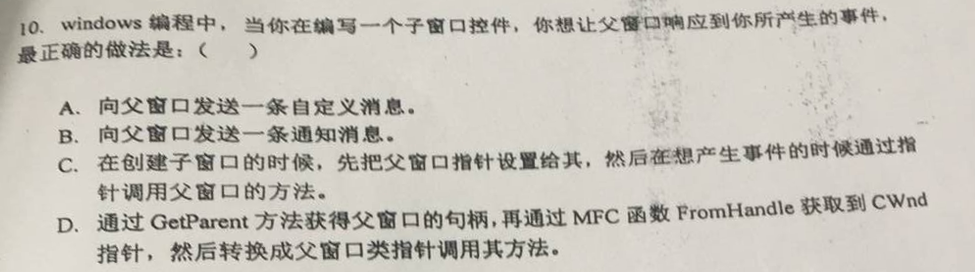 10. windows 编程中，当你在编写一个子窗口控件，你想让父窗口响应到你所产生的事件，
最正确的做法是：（ ）
A. 向父窗口发送一条自定义消息。
B. 向父窗口发送一条通知消息。
C. 在创建子窗口的时候，先把父窗口指针设置给其，然后在想产生事件的时候通过指
针调用父窗口的方法。
D. 通过 GetParent 方法获得父窗口的句柄，再通过 MFC 函数 FromHandle 获取到 CWnd
指针，然后转换成父窗口类指针调用其方法。